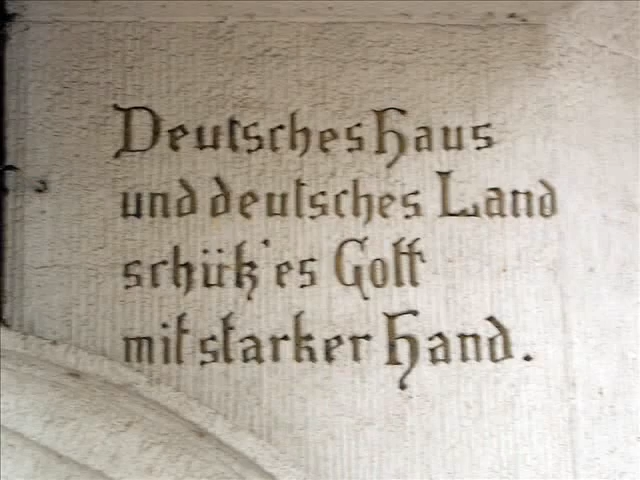 Deutsches Haus
und deutsches Land
schütz' es Gott
mit starker Hand.